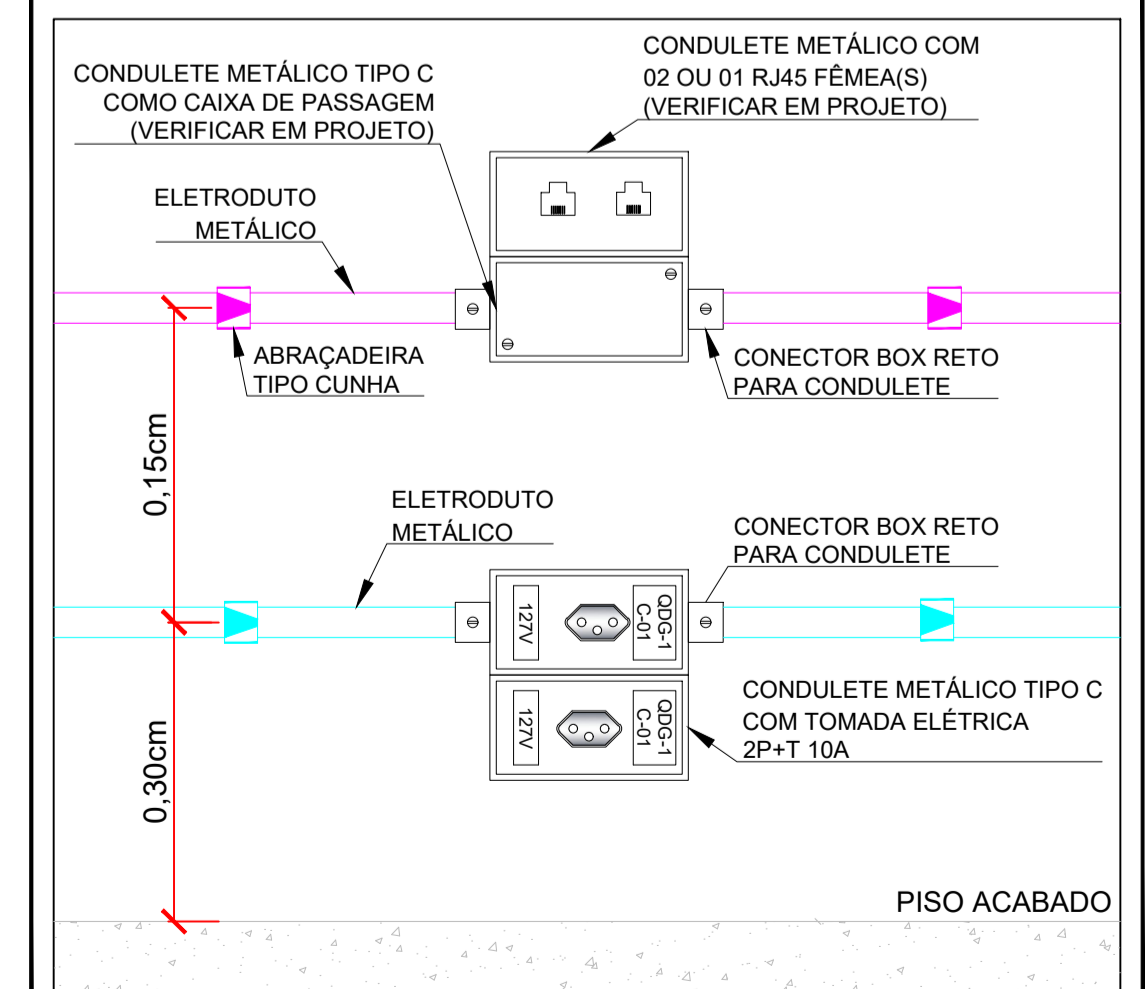 CONDULETE METÁLICO COM
02 OU 01 RJ45 FÊMEA(S)
(VERIFICAR EM PROJETO)
CONDULETE METÁLICO TIPO C
COMO CAIXA DE PASSAGEM
(VERIFICAR EM PROJETO)
ELETRODUTO
METÁLICO
ABRAÇADEIRA
TIPO CUNHA
CONECTOR BOX RETO
PARA CONDULETE
0,15cm
ELETRODUTO
METÁLICO
CONECTOR BOX RETO
PARA CONDULETE
127V
QDG-1
C-01
127V
QDG-1
C-01
CONDULETE METÁLICO TIPO C
COM TOMADA ELÉTRICA
2P+T 10A
0,30cm
PISO ACABADO